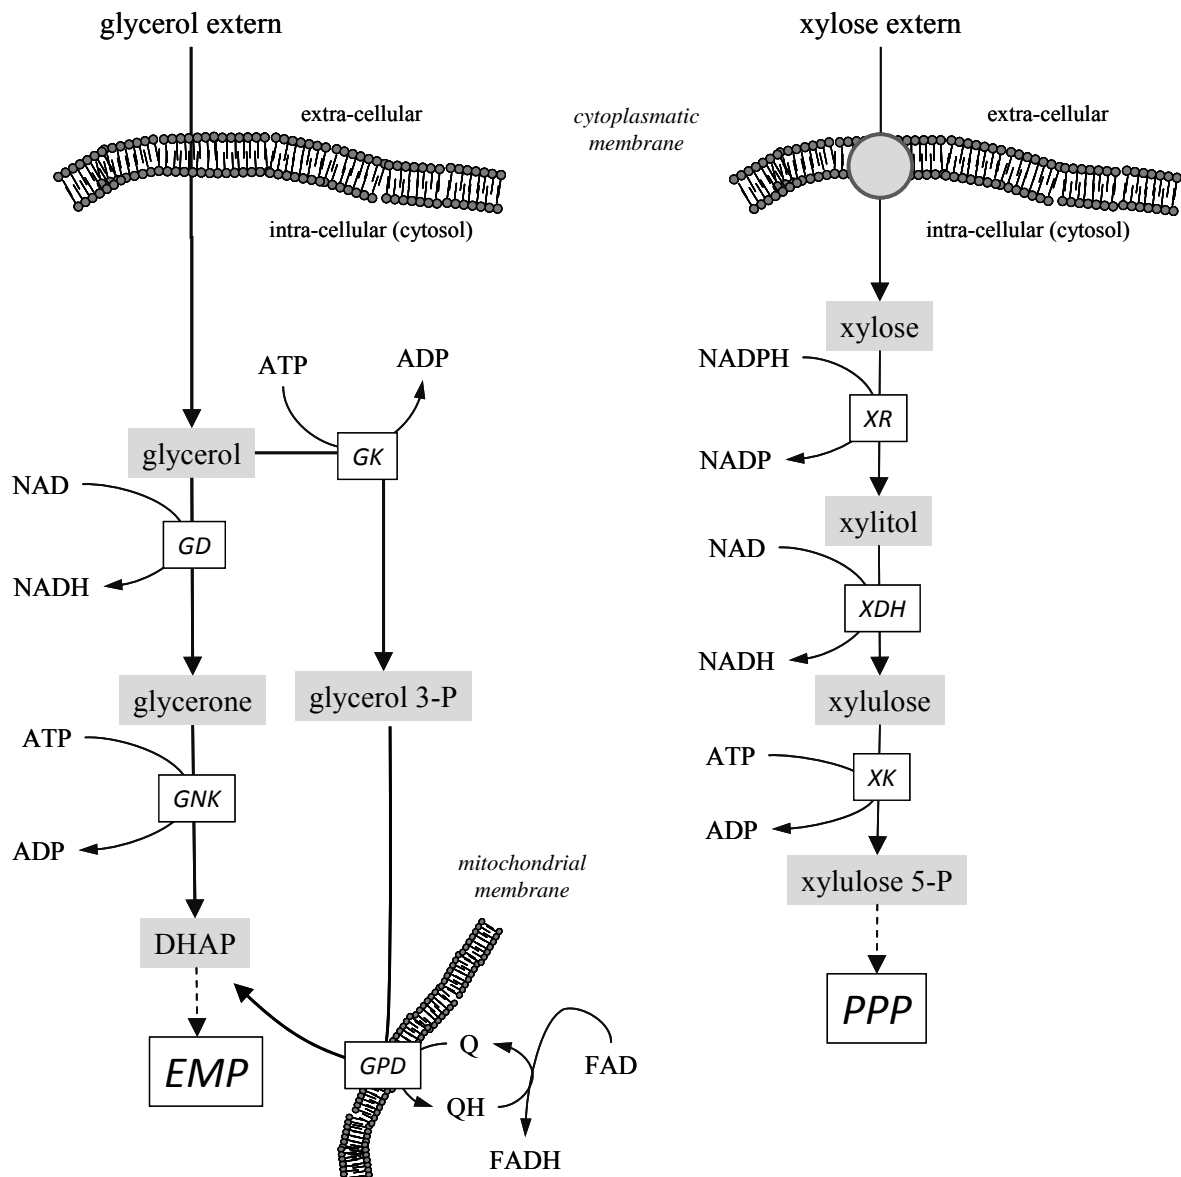 glycerol extern
extra-cellular
intra-cellular (cytosol)
cytoplasmatic
membrane
ATP
ADP
glycerol
GK
NAD
GD
NADH
glycerone
glycerol 3-P
ATP
GNK
ADP
mitochondrial
membrane
DHAP
EMP
GPD
Q
QH
FAD
FADH
xylose extern
extra-cellular
intra-cellular (cytosol)
xylose
NADPH
XR
NADP
xylitol
NAD
XDH
NADH
xylulose
ATP
XK
ADP
xylulose 5-P
PPP